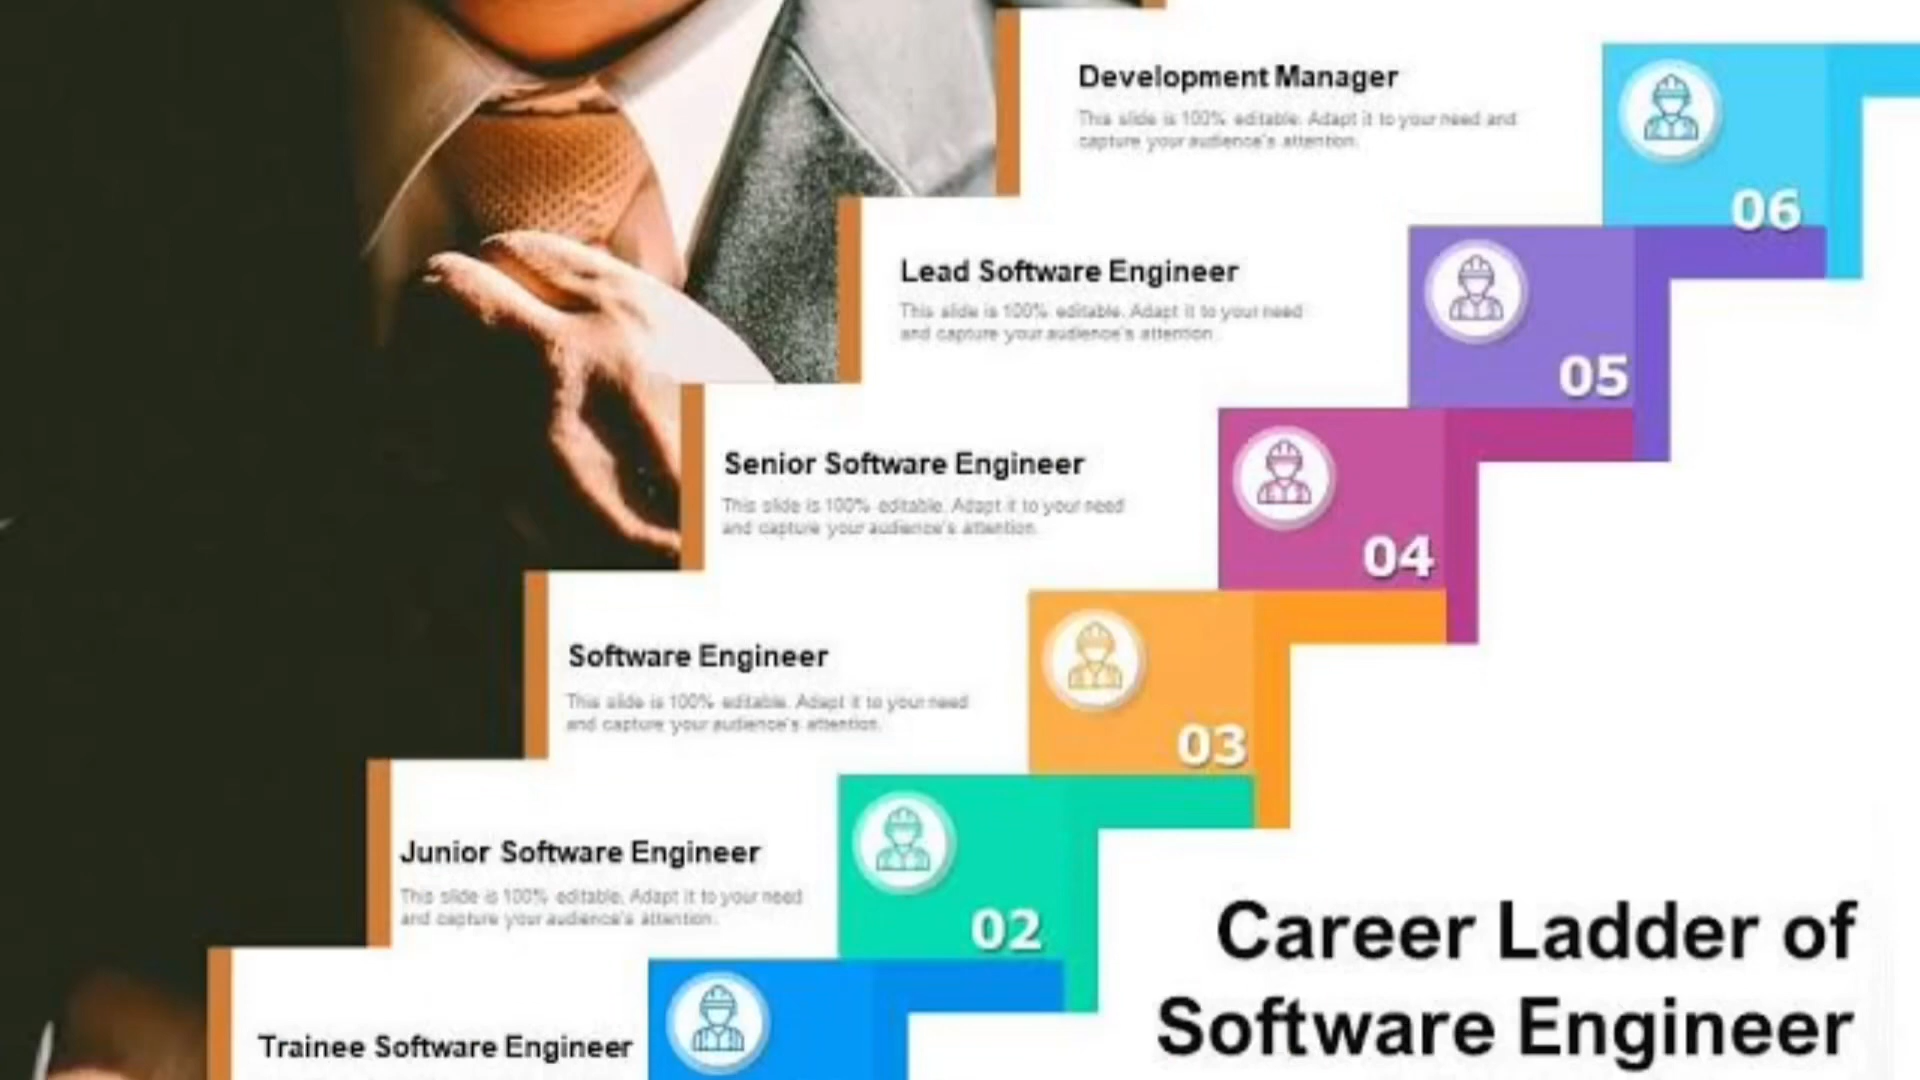 Development Manager
This slide is 100% editable. Adapt it to your need and
capture your audience's attention.
06
Lead Software Engineer
This slide is 100% editable. Adapt it to your need
and capture your audience's attention.
05
Senior Software Engineer
This slide is 100% editable. Adapt it to your need
and capture your audience's attention.
04
Software Engineer
This slide is 100% editable. Adapt it to your need
and capture your audience's attention.
03
Junior Software Engineer
This slide is 100% editable. Adapt it to your need
and capture your audience's attention.
02
Trainee Software Engineer
Career Ladder of
Software Engineer